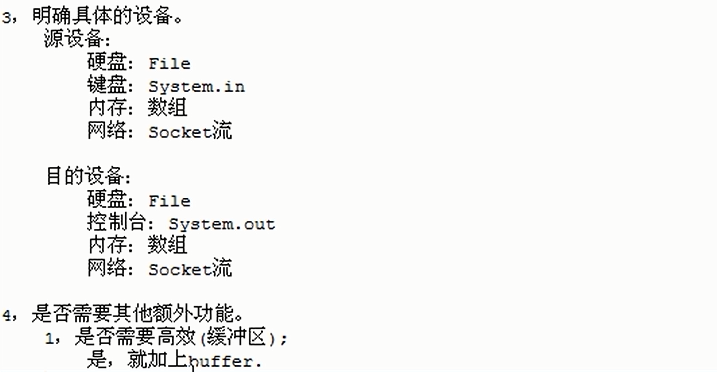 3，明确具体的设备。
源设备：
硬盘：File
键盘：System.in
内存：数组
网络：Socket流
目的设备：
硬盘：File
控制台：System.out
内存：数组
网络：Socket流
4，是否需要其他额外功能。
1，是否需要高效(缓冲区);
是，就加上buffer.